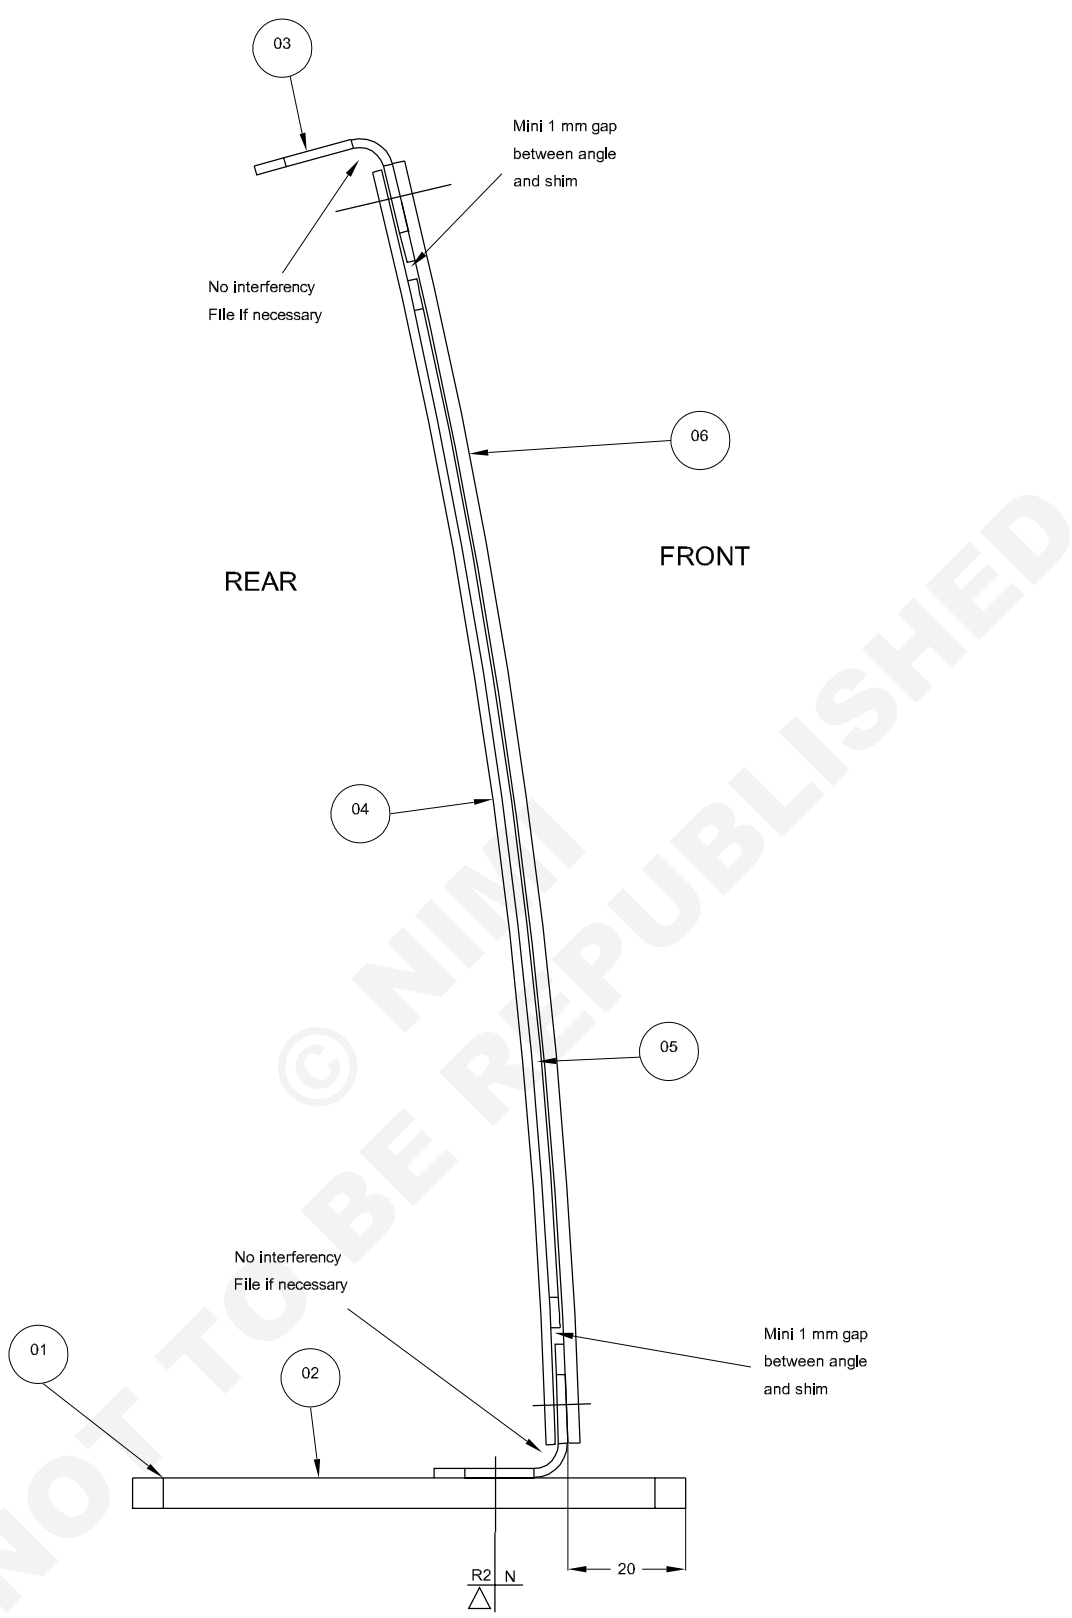 03
Mini 1 mm gap
between angle
and shim
No interferency
File if necessary
06
FRONT
REAR
04
05
No interferency
File if necessary
Mini 1 mm gap
between angle
and shim
01
02
20
R2 N
© NIMI
NOT TO BE REPUBLISHED